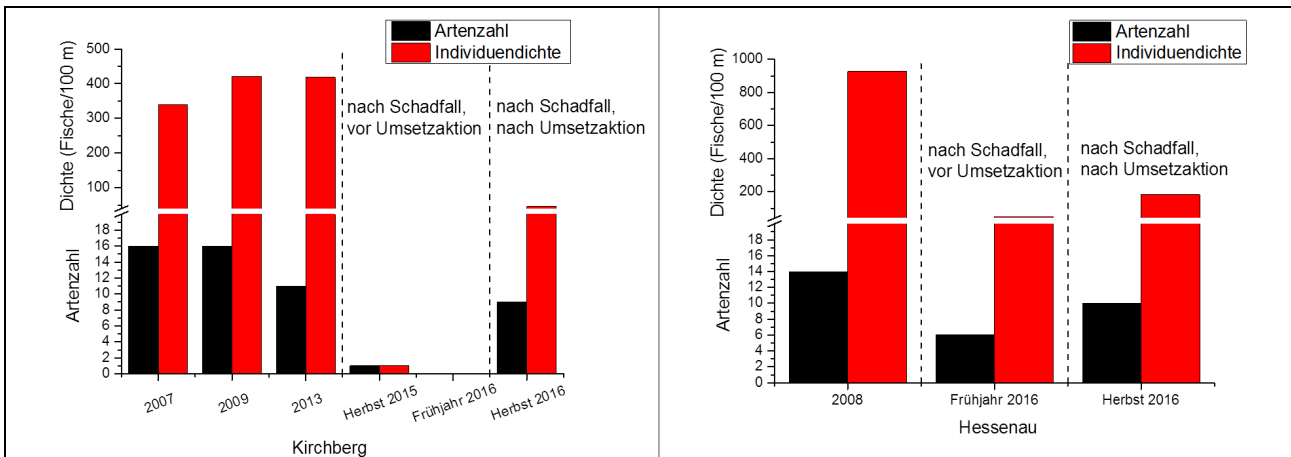 Artenzahl
Individuendichte
Dichte (Fische/100 m)
500
400
300
200
100
nach Schadfall,
vor Umsetzaktion
nach Schadfall,
nach Umsetzaktion
Artenzahl
18
16
14
12
10
8
6
4
2
0
2007
2009
2013
Herbst 2015
Frühjahr 2016
Herbst 2016
Kirchberg
Artenzahl
Individuendichte
Dichte (Fische/100 m)
1000
800
600
400
200
nach Schadfall,
vor Umsetzaktion
nach Schadfall,
nach Umsetzaktion
Artenzahl
18
16
14
12
10
8
6
4
2
0
2008
Frühjahr 2016
Herbst 2016
Hessenau